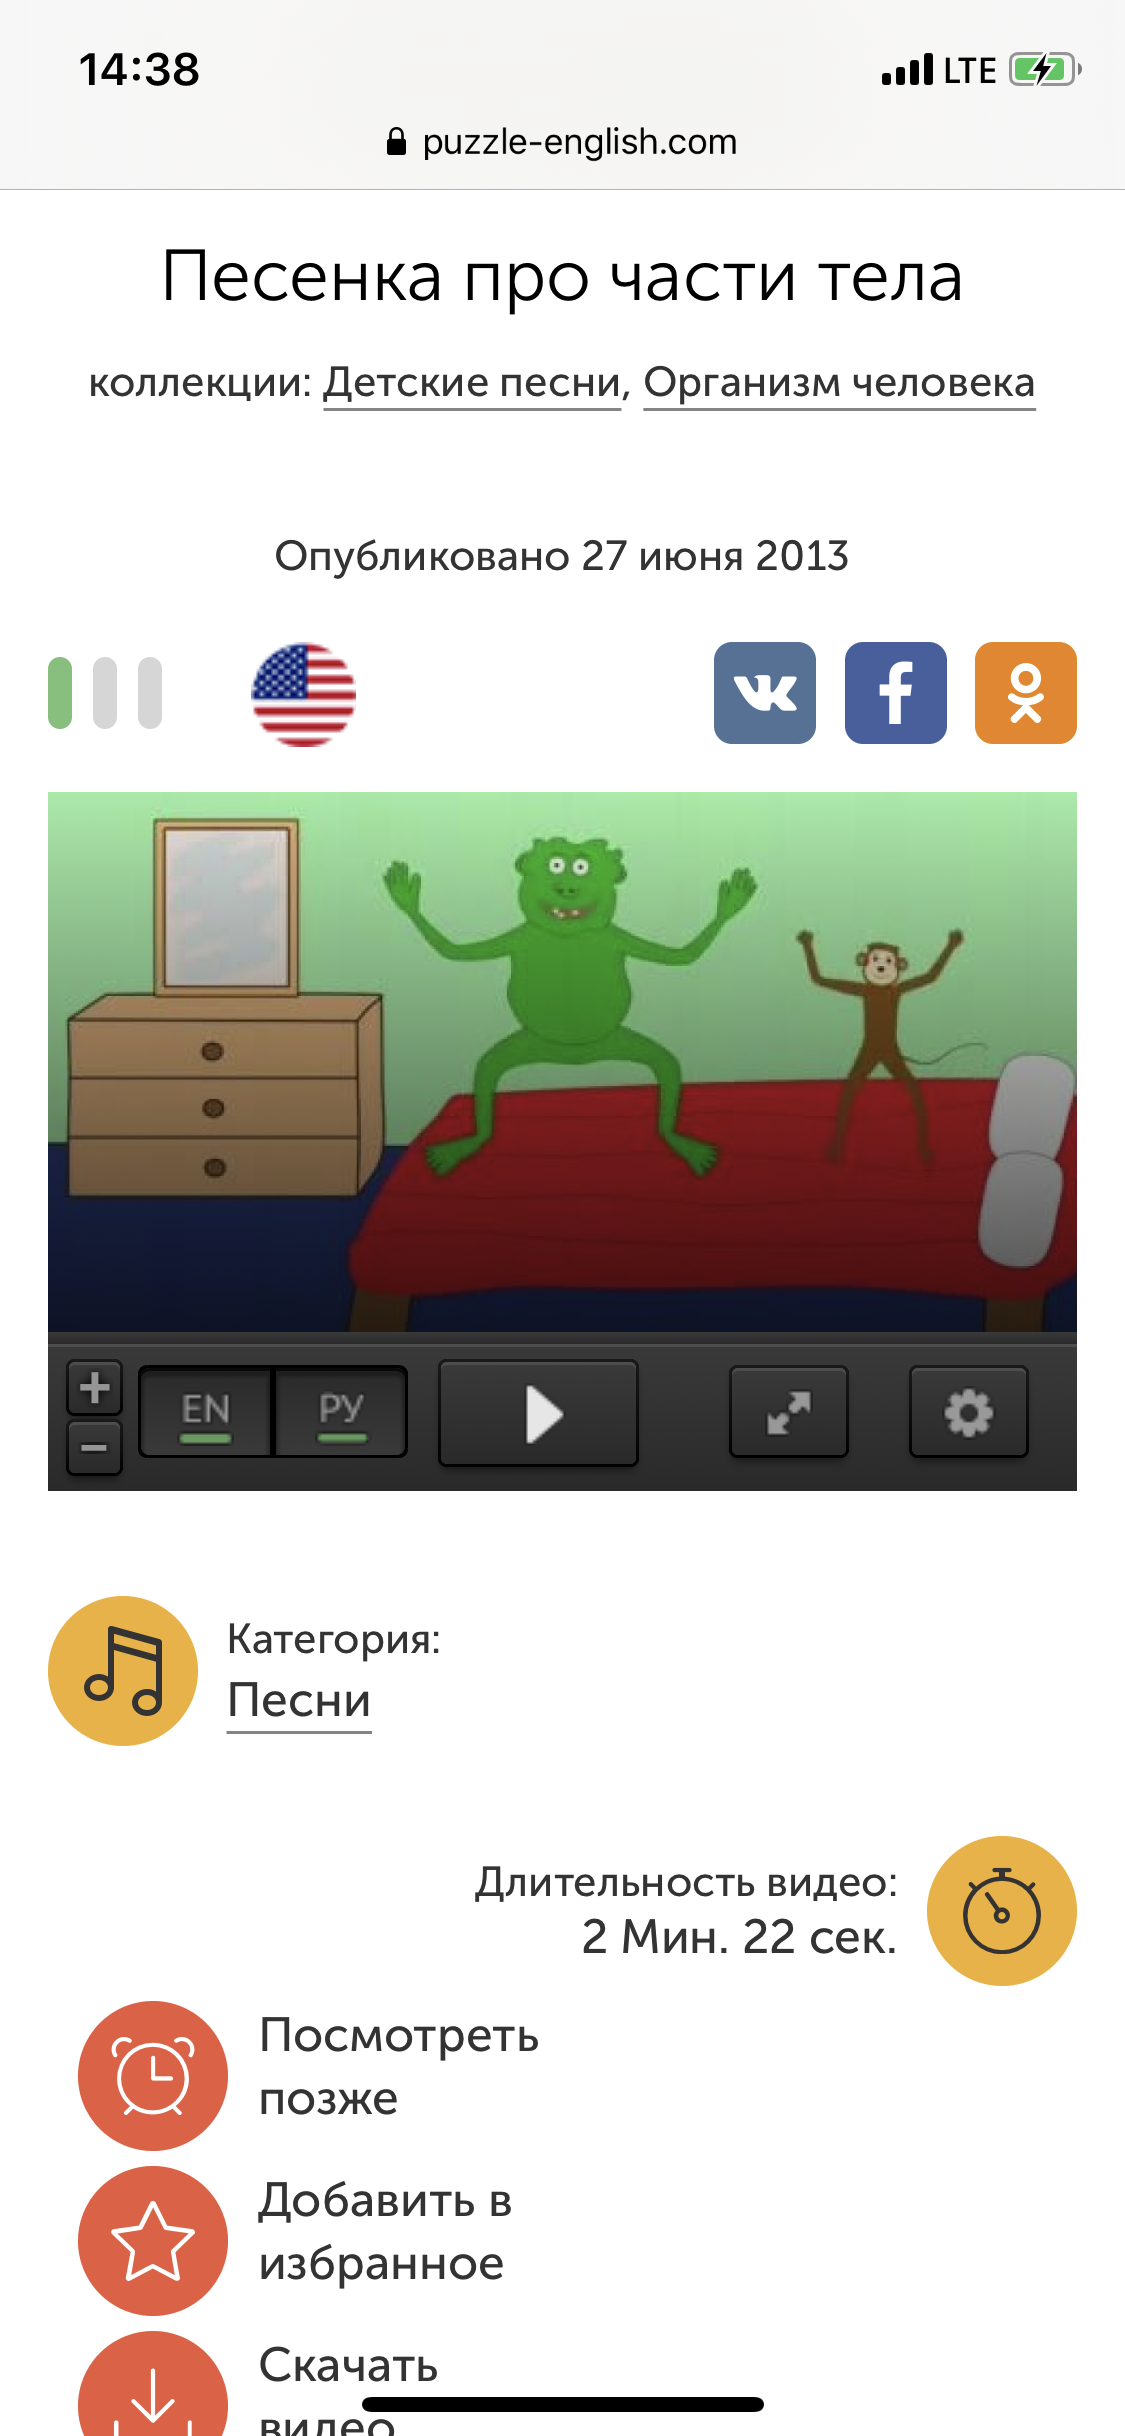 14:38
LTE
puzzle-english.com
Песенка про части тела
коллекции: Детские песни, Организм человека
Опубликовано 27 июня 2013
EN РУ
Категория:
Песни
Длительность видео:
2 Мин. 22 сек.
Посмотреть
позже
Добавить в
избранное
Скачать
видео